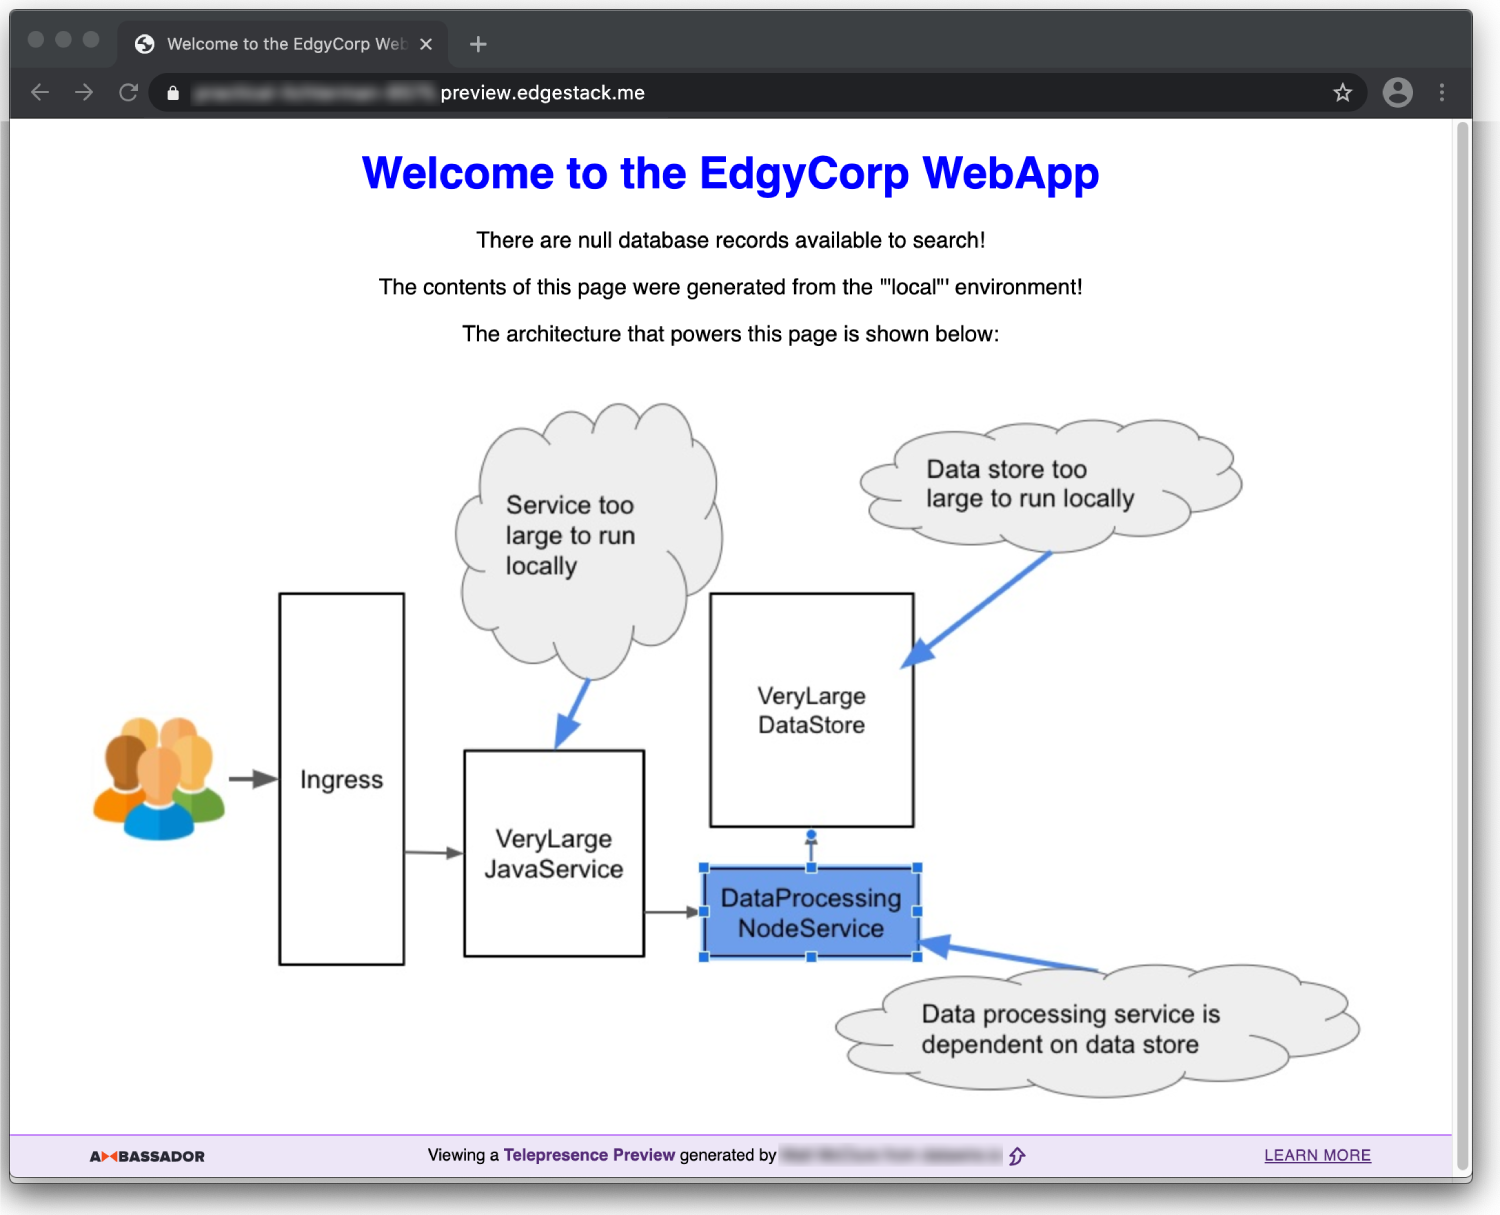 Welcome to the EdgyCorp Web
preview.edgestack.me
Welcome to the EdgyCorp WebApp
There are null database records available to search!
The contents of this page were generated from the "'local"' environment!
The architecture that powers this page is shown below:
Service too
large to run
locally
Data store too
large to run locally
VeryLarge
DataStore
Ingress
VeryLarge
JavaService
DataProcessing
NodeService
Data processing service is
dependent on data store
AMBASSADOR
Viewing a Telepresence Preview generated by
LEARN MORE